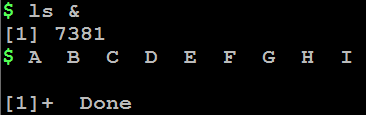 $ ls &
[1] 7381
$ A  B  C  D  E  F  G  H  I
[1]+  Done